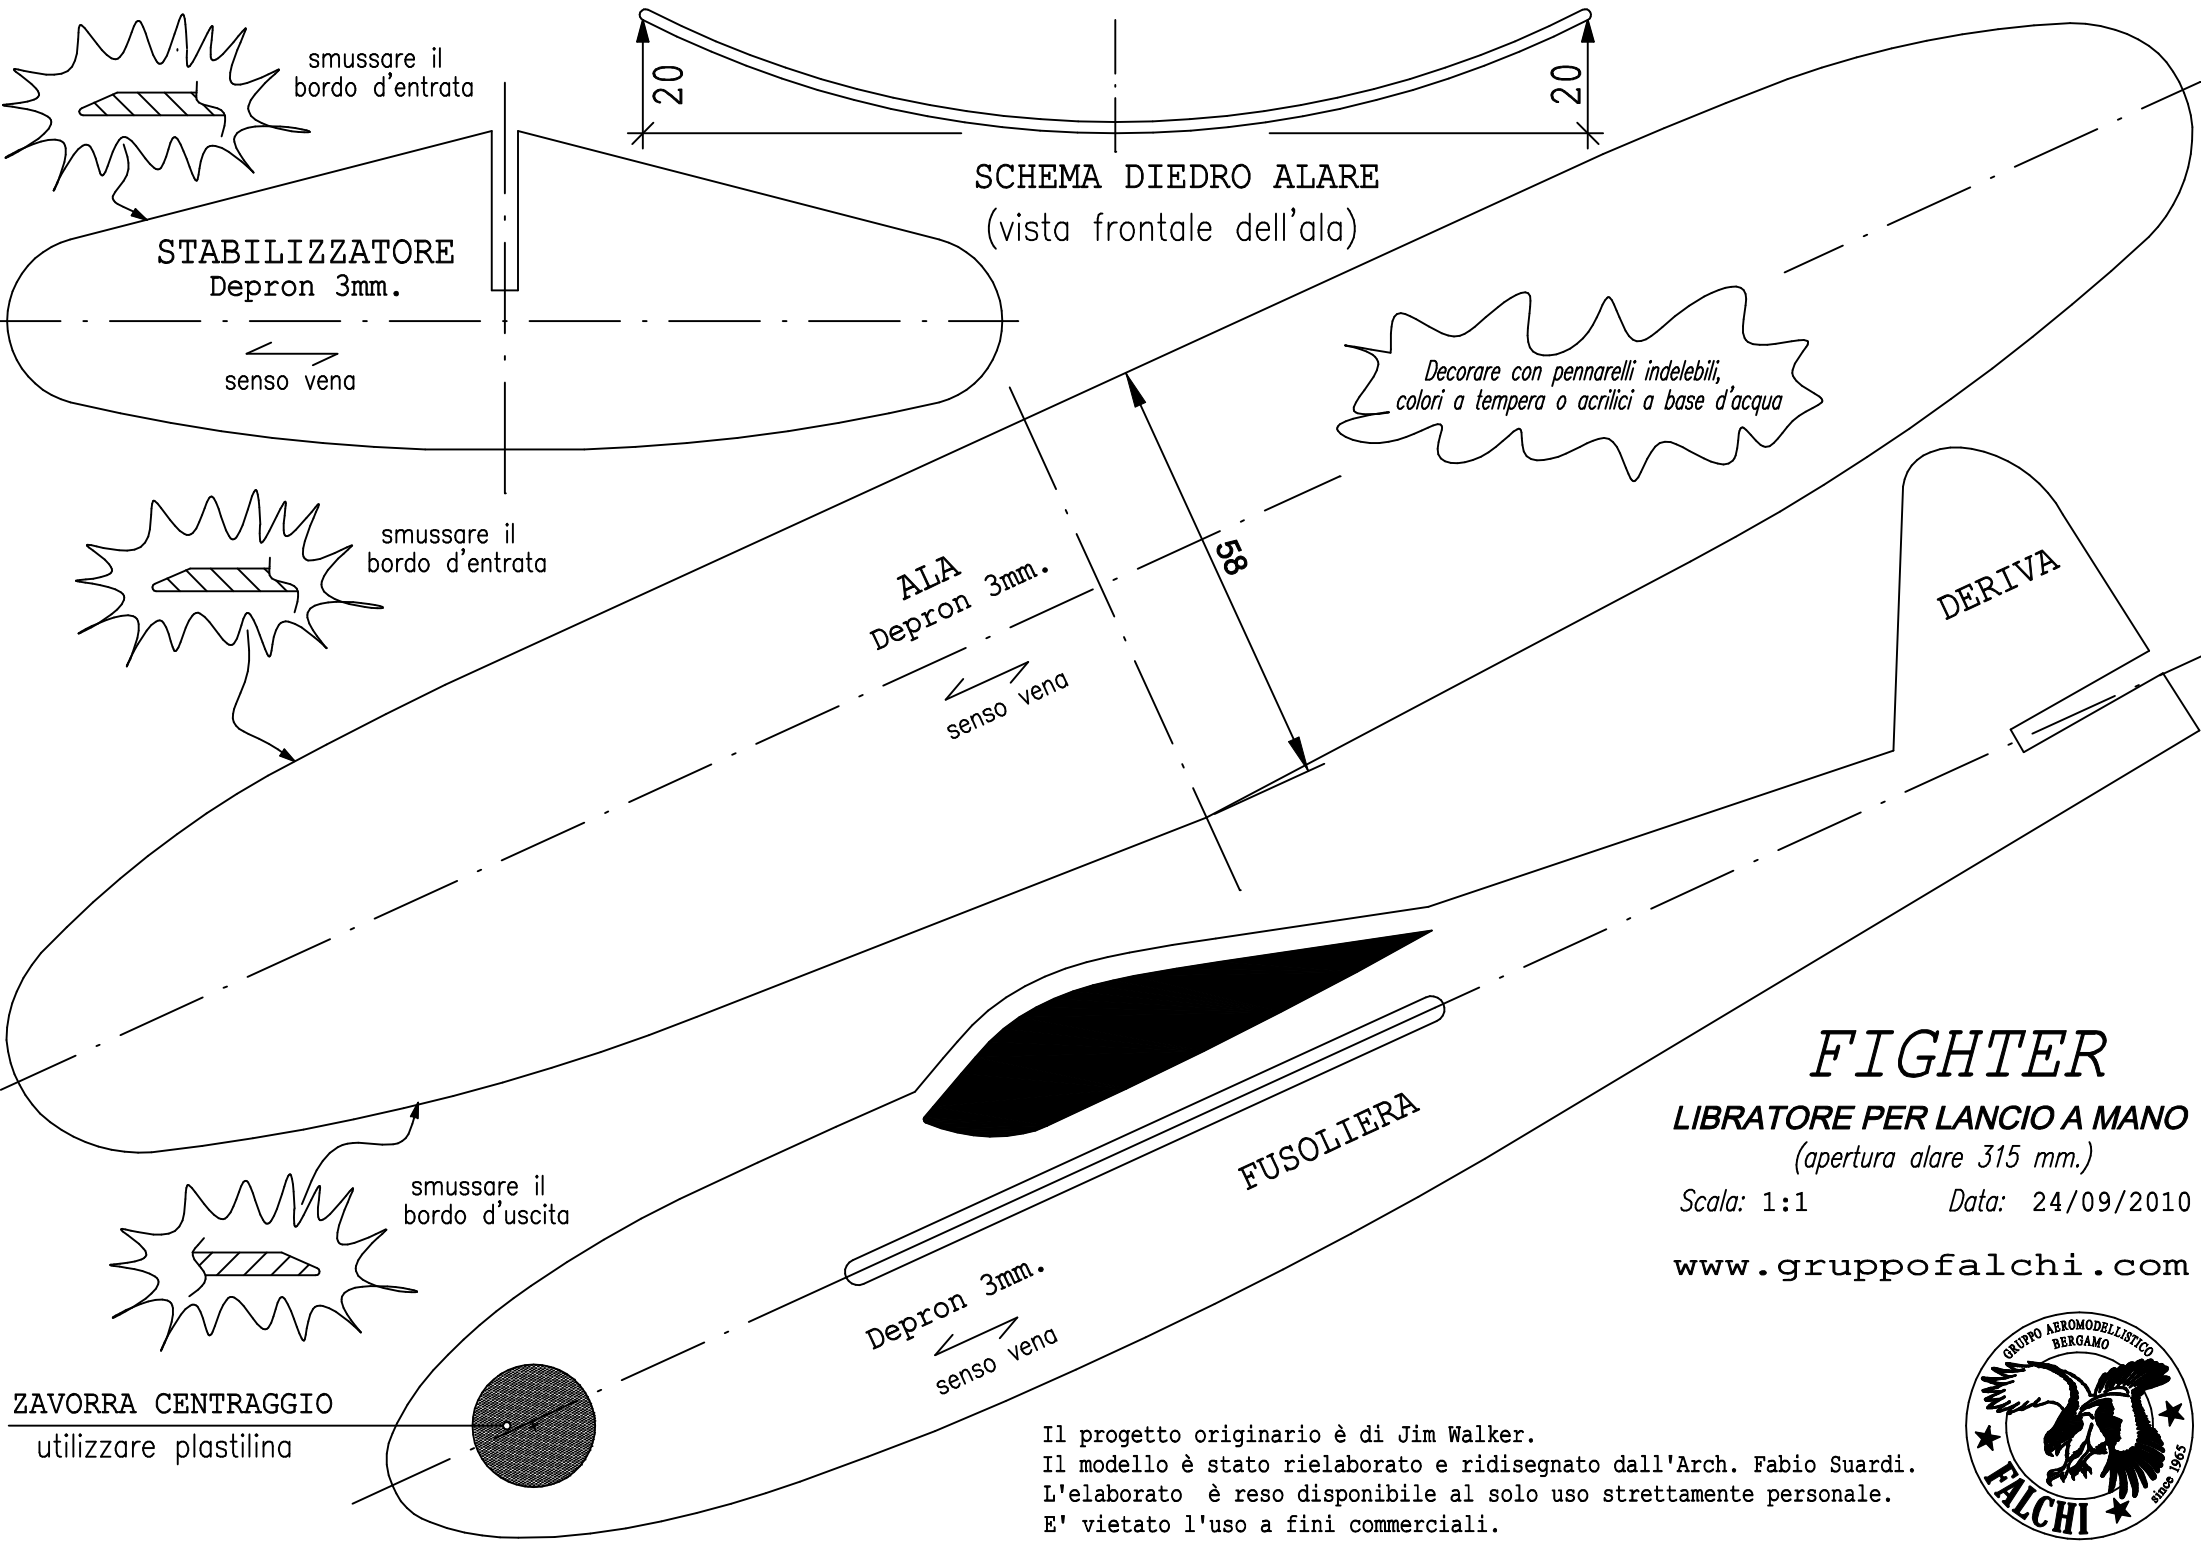 smussare il
bordo d'entrata
20
20
SCHEMA DIEDRO ALARE
(vista frontale dell'ala)
STABILIZZATORE
Depron 3mm.
senso vena
Decorare con pennarelli indelebili,
colori a tempera o acrilici a base d'acqua
smussare il
bordo d'entrata
58
ALA
Depron 3mm.
senso vena
DERIVA
smussare il
bordo d'uscita
FUSOLIERA
Depron 3mm.
senso vena
ZAVORRA CENTRAGGIO
utilizzare plastilina
FIGHTER
LIBRATORE PER LANCIO A MANO
(apertura alare 315 mm.)
Scala: 1:1 Data: 24/09/2010
www.gruppofalchi.com
GRUPPO AEROMODELLISTICO
BERGAMO
FALCHI
since 1965
Il progetto originario è di Jim Walker.
Il modello è stato rielaborato e ridisegnato dall'Arch. Fabio Suardi.
L'elaborato è reso disponibile al solo uso strettamente personale.
E' vietato l'uso a fini commerciali.